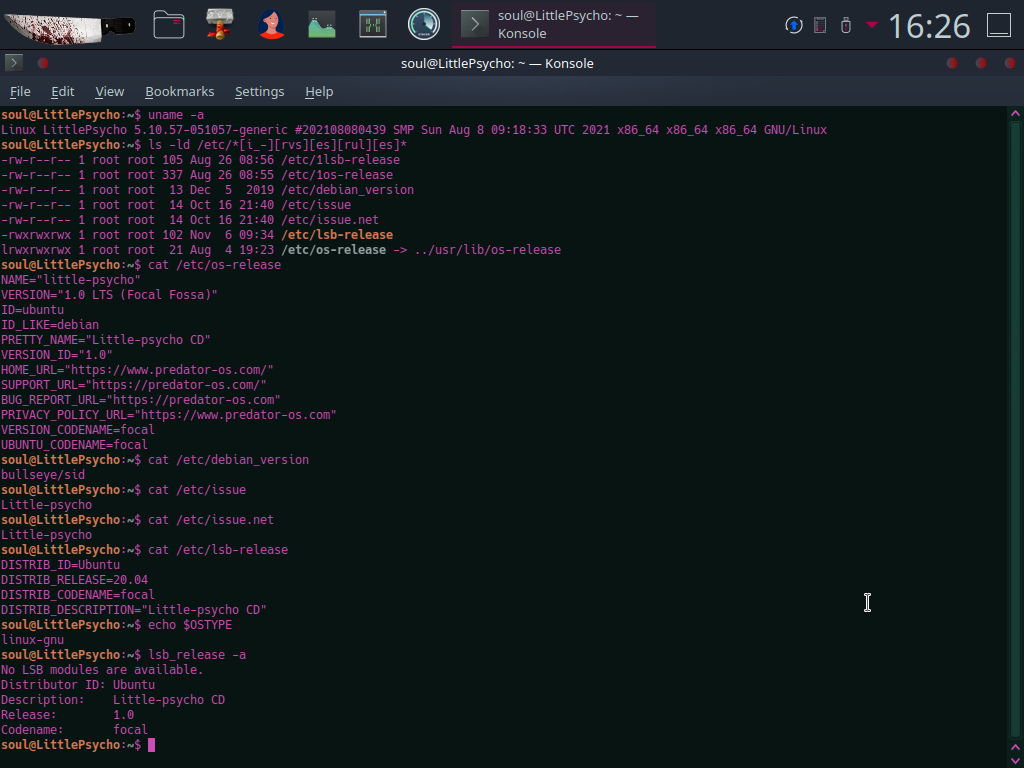 soul@LittlePsycho: ~ —
Konsole
16:26
soul@LittlePsycho: ~ — Konsole
File Edit View Bookmarks Settings Help
soul@LittlePsycho:~$ uname -a
Linux LittlePsycho 5.10.57-051057-generic #202108080439 SMP Sun Aug 8 09:18:33 UTC 2021 x86_64 x86_64 x86_64 GNU/Linux
soul@LittlePsycho:~$ ls -ld /etc/*[i_-][rvs][es][rul][es]*
-rw-r--r-- 1 root root 105 Aug 26 08:56 /etc/1lsb-release
-rw-r--r-- 1 root root 337 Aug 26 08:55 /etc/1os-release
-rw-r--r-- 1 root root  13 Dec  5  2019 /etc/debian_version
-rw-r--r-- 1 root root  14 Oct 16 21:40 /etc/issue
-rw-r--r-- 1 root root  14 Oct 16 21:40 /etc/issue.net
-rwxrwxrwx 1 root root 102 Nov  6 09:34 /etc/lsb-release
lrwxrwxrwx 1 root root  21 Aug  4 19:23 /etc/os-release -> ../usr/lib/os-release
soul@LittlePsycho:~$ cat /etc/os-release
NAME="little-psycho"
VERSION="1.0 LTS (Focal Fossa)"
ID=ubuntu
ID_LIKE=debian
PRETTY_NAME="Little-psycho CD"
VERSION_ID="1.0"
HOME_URL="https://www.predator-os.com/"
SUPPORT_URL="https://predator-os.com/"
BUG_REPORT_URL="https://predator-os.com"
PRIVACY_POLICY_URL="https://www.predator-os.com"
VERSION_CODENAME=focal
UBUNTU_CODENAME=focal
soul@LittlePsycho:~$ cat /etc/debian_version
bullseye/sid
soul@LittlePsycho:~$ cat /etc/issue
Little-psycho
soul@LittlePsycho:~$ cat /etc/issue.net
Little-psycho
soul@LittlePsycho:~$ cat /etc/lsb-release
DISTRIB_ID=Ubuntu
DISTRIB_RELEASE=20.04
DISTRIB_CODENAME=focal
DISTRIB_DESCRIPTION="Little-psycho CD"
soul@LittlePsycho:~$ echo $OSTYPE
linux-gnu
soul@LittlePsycho:~$ lsb_release -a
No LSB modules are available.
Distributor ID: Ubuntu
Description:    Little-psycho CD
Release:        1.0
Codename:       focal
soul@LittlePsycho:~$